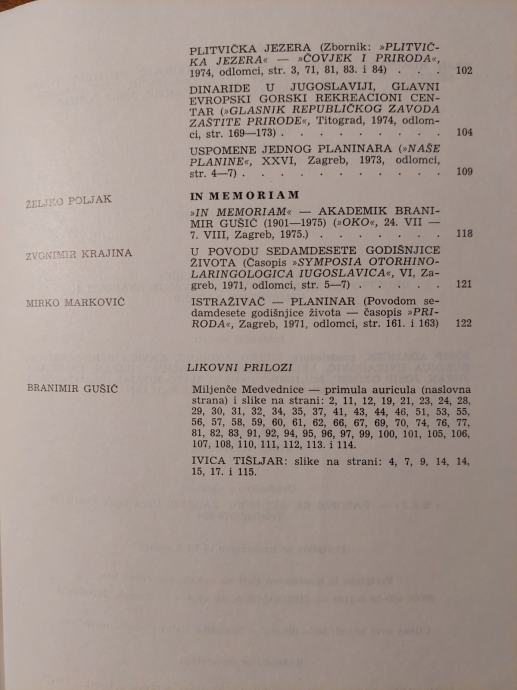 PLITVIČKA JEZERA (Zbornik: »PLITVIČ-
KA JEZERA« — »ČOVJEK I PRIRODA«,
1974, odlomci, str. 3, 71, 81, 83. i 84) . . . 102
DINARIDE U JUGOSLAVIJI, GLAVNI
EVROPSKI GORSKI REKREACIONI CEN-
TAR (»GLASNIK REPUBLIČKOG ZAVODA
ZAŠTITE PRIRODE«, Titograd, 1974, odlom-
ci, str. 169—173) . . . . . . . . . 104
USPOMENE JEDNOG PLANINARA (»NAŠE
PLANINE«, XXVI, Zagreb, 1973, odlomci,
str. 4—7) . . . . . . . . . . . 109
IN MEMORIAM
ŽELJKO POLJAK »IN MEMORIAM« — AKADEMIK BRANI-
MIR GUŠIĆ (1901—1975) (»OKO«, 24. VII —
7. VIII, Zagreb, 1975.) . . . . . . . 118
ZVONIMIR KRAJINA U POVODU SEDAMDESETE GODIŠNJICE
ŽIVOTA (Časopis »SYMPOSIA OTORHINO-
LARINGOLOGICA IUGOSLAVICA«, VI, Za-
greb, 1971, odlomci, str. 5—7) . . . . . 121
MIRKO MARKOVIĆ ISTRAŽIVAČ — PLANINAR (Povodom se-
damdesete godišnjice života — časopis »PRI-
RODA«, Zagreb, 1971, odlomci, str. 161. i 163) 122
LIKOVNI PRILOZI
BRANIMIR GUŠIĆ Miljenče Medvednice — primula auricula (naslovna
strana) i slike na strani: 2, 11, 12, 19, 21, 23, 24, 28,
29, 30, 31, 32, 34, 35, 37, 41, 43, 44, 46, 51, 53, 55,
56, 57, 58, 59, 60, 61, 62, 66, 67, 69, 70, 74, 76, 77,
81, 82, 83, 91, 92, 94, 95, 96, 97, 99, 100, 101, 105, 106,
107, 108, 110, 111, 112, 113. i 114.
IVICA TIŠLJAR: slike na strani: 4, 7, 9, 14, 14,
15, 17. i 115.